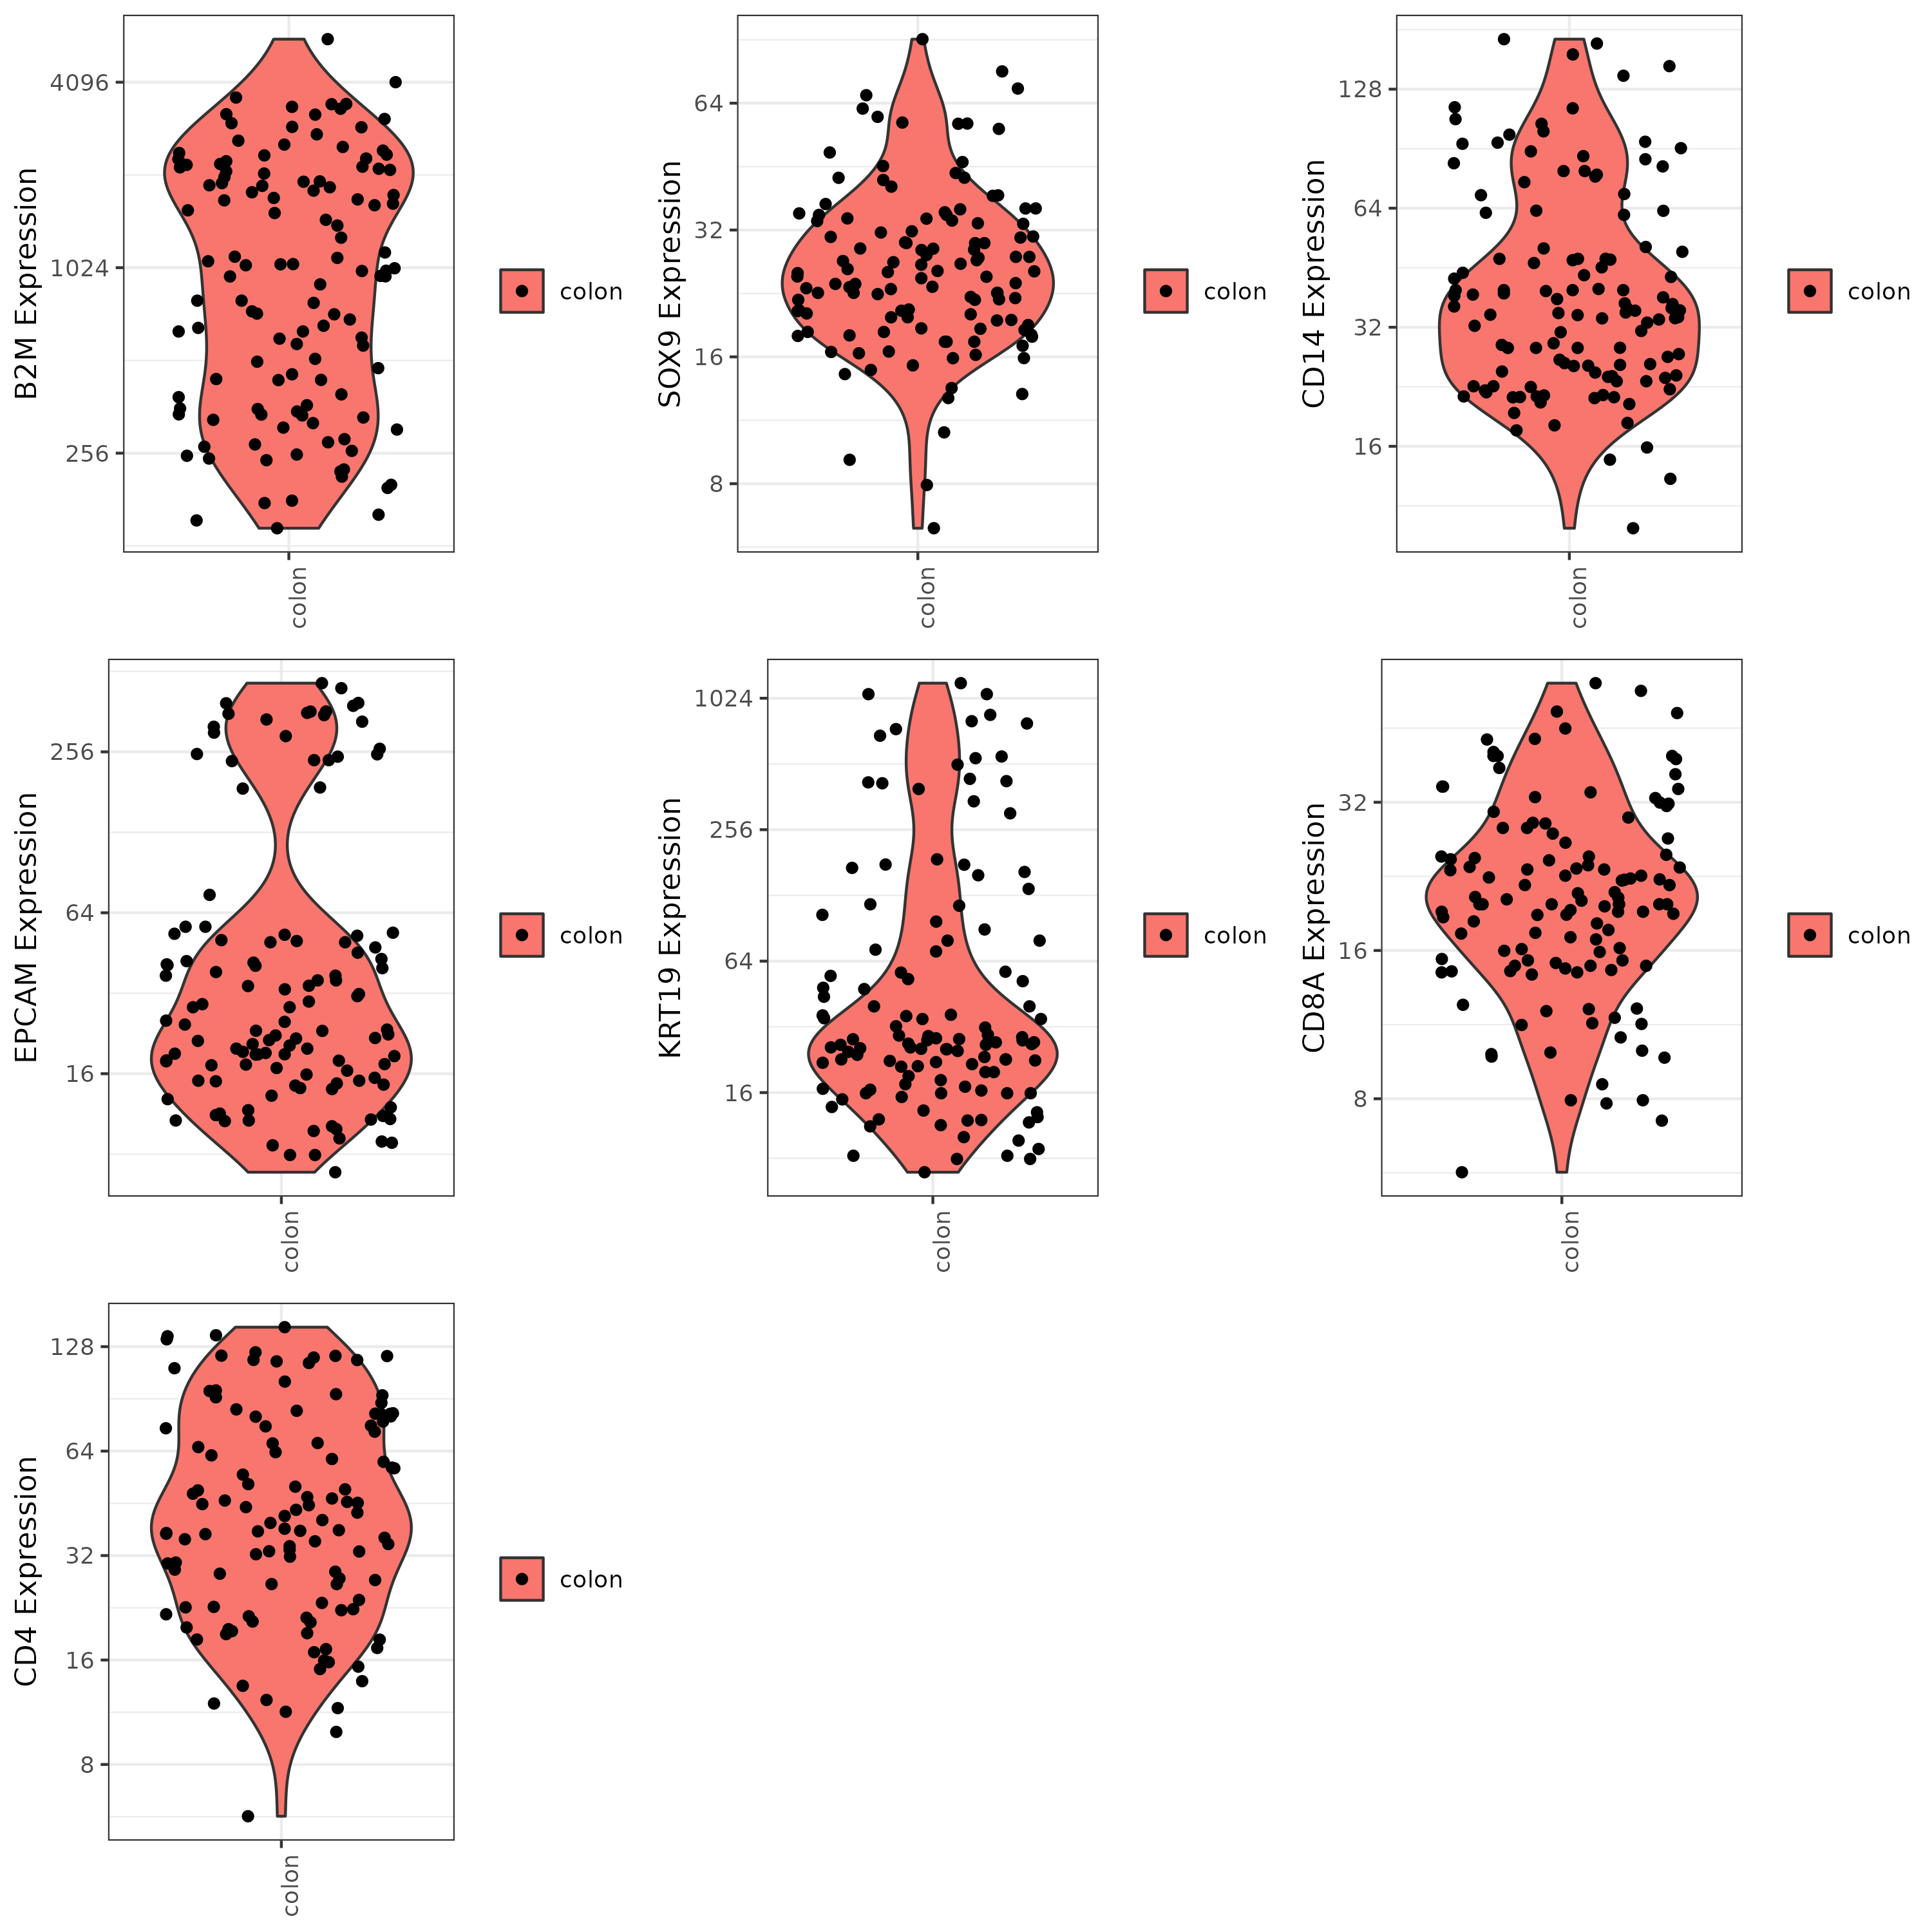 B2M Expression
4096
1024
256
colon
colon
SOX9 Expression
64
32
16
8
colon
colon
CD14 Expression
128
64
32
16
colon
colon
EPCAM Expression
256
64
16
colon
colon
KRT19 Expression
1024
256
64
16
colon
colon
CD8A Expression
32
16
8
colon
colon
CD4 Expression
128
64
32
16
8
colon
colon